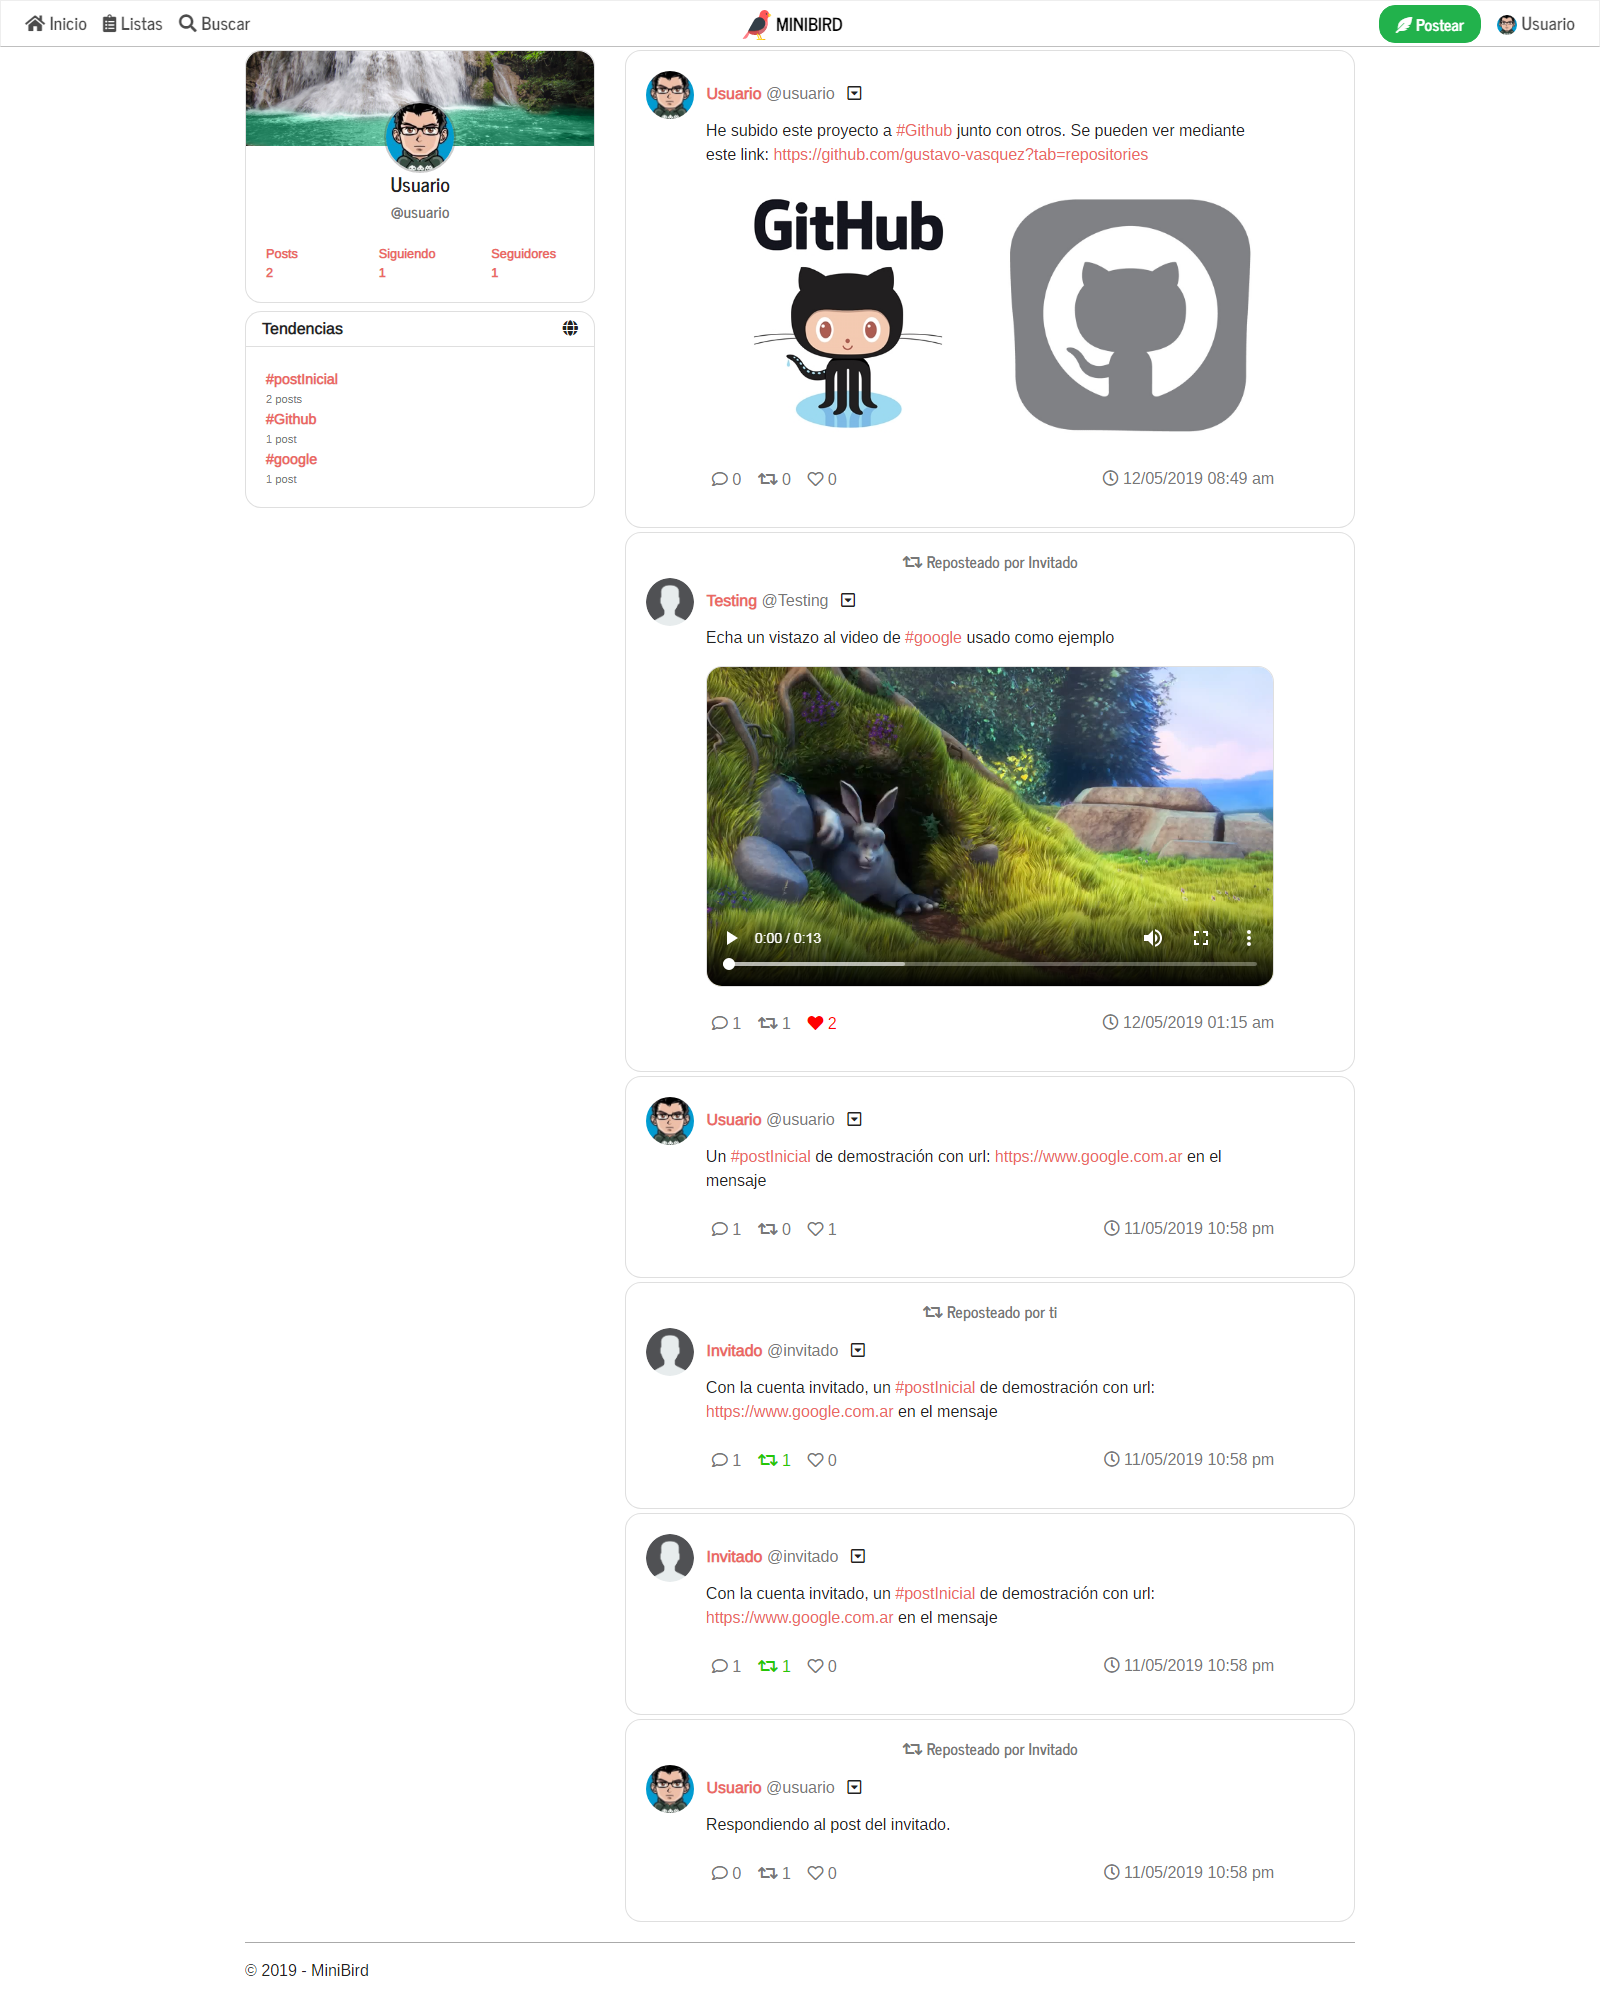 Inicio Listas Buscar MINIBIRD Postear Usuario
Usuario
@usuario
Posts Siguiendo Seguidores
2 1 1
Tendencias
#postInicial
2 posts
#Github
1 post
#google
1 post
Usuario @usuario
He subido este proyecto a #Github junto con otros. Se pueden ver mediante
este link: https://github.com/gustavo-vasquez?tab=repositories
GitHub
0 0 0 12/05/2019 08:49 am
Reposteado por Invitado
Testing @Testing
Echa un vistazo al video de #google usado como ejemplo
0:00 / 0:13
1 1 2 12/05/2019 01:15 am
Usuario @usuario
Un #postInicial de demostración con url: https://www.google.com.ar en el
mensaje
1 0 1 11/05/2019 10:58 pm
Reposteado por ti
Invitado @invitado
Con la cuenta invitado, un #postInicial de demostración con url:
https://www.google.com.ar en el mensaje
1 1 0 11/05/2019 10:58 pm
Invitado @invitado
Con la cuenta invitado, un #postInicial de demostración con url:
https://www.google.com.ar en el mensaje
1 1 0 11/05/2019 10:58 pm
Reposteado por Invitado
Usuario @usuario
Respondiendo al post del invitado.
0 1 0 11/05/2019 10:58 pm
© 2019 - MiniBird